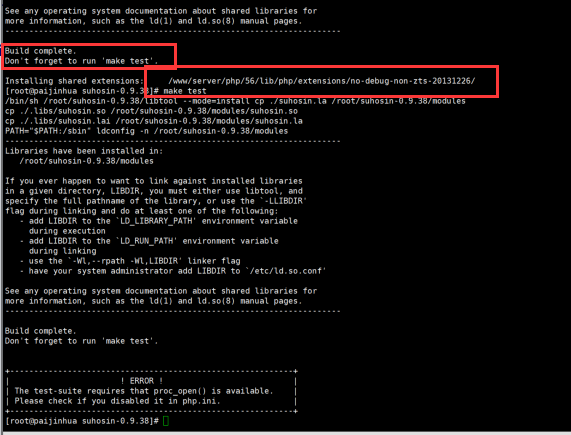 See any operating system documentation about shared libraries for
more information, such as the ld(1) and ld.so(8) manual pages.
----------------------------------------------------------------------
Build complete.
Don't forget to run 'make test'.
Installing shared extensions:     /www/server/php/56/lib/php/extensions/no-debug-non-zts-20131226/
[root@paijinhua suhosin-0.9.38]# make test
/bin/sh /root/suhosin-0.9.38/libtool --mode=install cp ./suhosin.la /root/suhosin-0.9.38/modules
cp ./.libs/suhosin.so /root/suhosin-0.9.38/modules/suhosin.so
cp ./.libs/suhosin.lai /root/suhosin-0.9.38/modules/suhosin.la
PATH="$PATH:/sbin" ldconfig -n /root/suhosin-0.9.38/modules
----------------------------------------------------------------------
Libraries have been installed in:
   /root/suhosin-0.9.38/modules
If you ever happen to want to link against installed libraries
in a given directory, LIBDIR, you must either use libtool, and
specify the full pathname of the library, or use the `-LLIBDIR'
flag during linking and do at least one of the following:
   - add LIBDIR to the `LD_LIBRARY_PATH' environment variable
     during execution
   - add LIBDIR to the `LD_RUN_PATH' environment variable
     during linking
   - use the `-Wl,--rpath -Wl,LIBDIR' linker flag
   - have your system administrator add LIBDIR to `/etc/ld.so.conf'
See any operating system documentation about shared libraries for
more information, such as the ld(1) and ld.so(8) manual pages.
----------------------------------------------------------------------
Build complete.
Don't forget to run 'make test'.
+-----------------------------------------------------------+
|                       ! ERROR !                           |
| The test-suite requires that proc_open() is available.    |
| Please check if you disabled it in php.ini.               |
+-----------------------------------------------------------+
[root@paijinhua suhosin-0.9.38]#